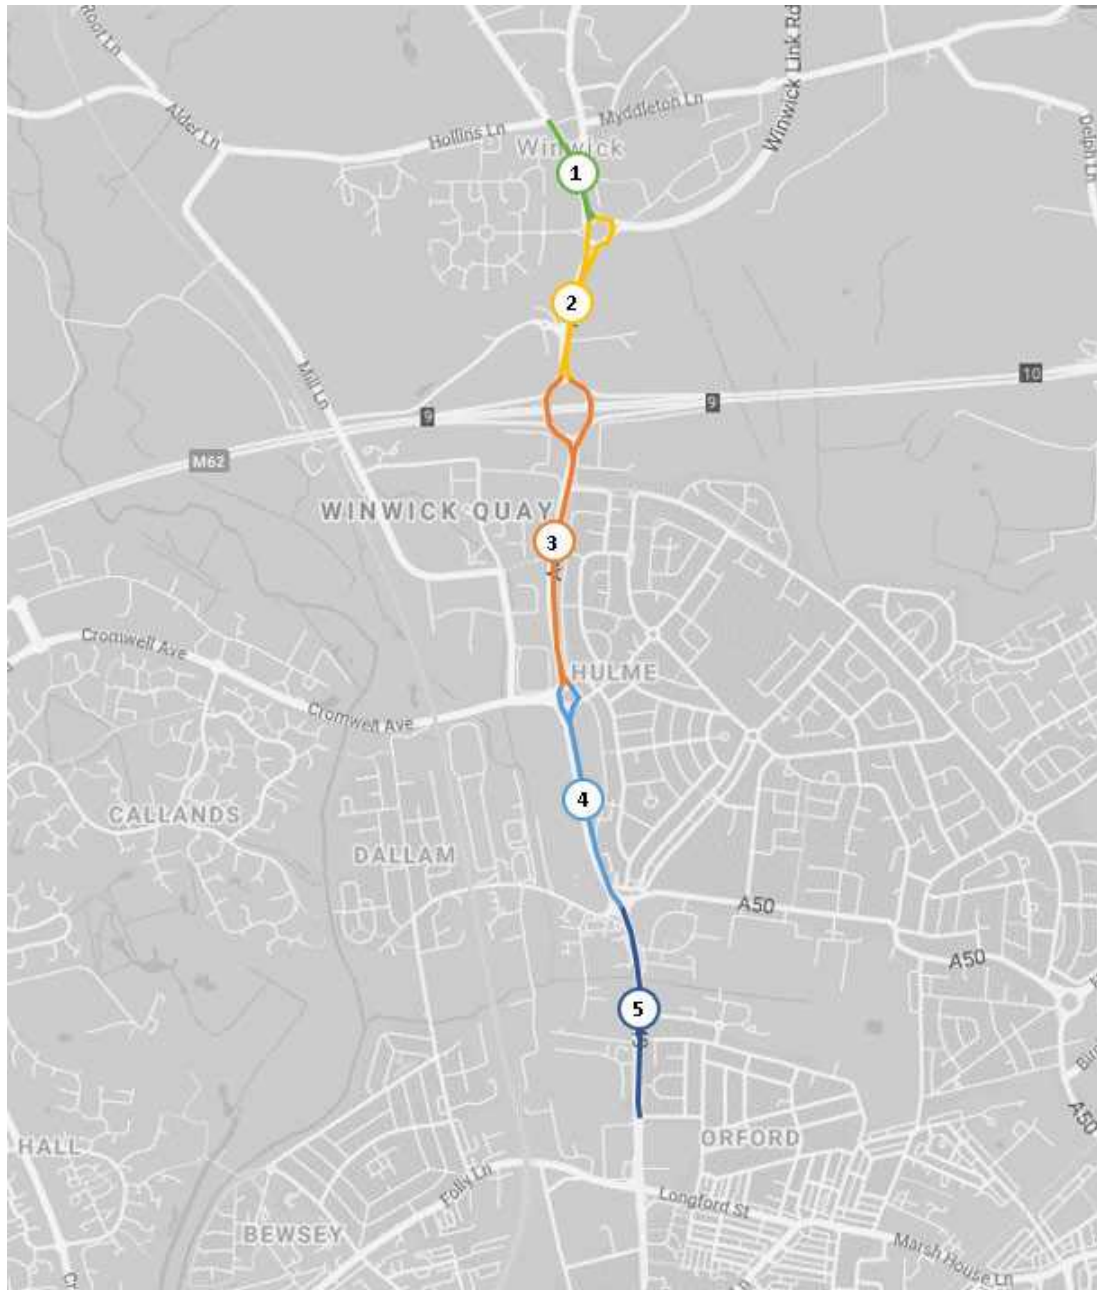 Hoot Ln
Winwick Link Rd
Alder Ln
Hollins Ln
Myddleton Ln
Delph Ln
Winwick
1
2
Mill Ln
10
9
9
M62
WINWICK QUAY
3
Cromwell Ave
HULME
Cromwell Ave
4
CALLANDS
DALLAM
A50
A50
5
A50
HALL
ORFORD
Folly Ln
Longford St
BEWSEY
Marsh House Ln